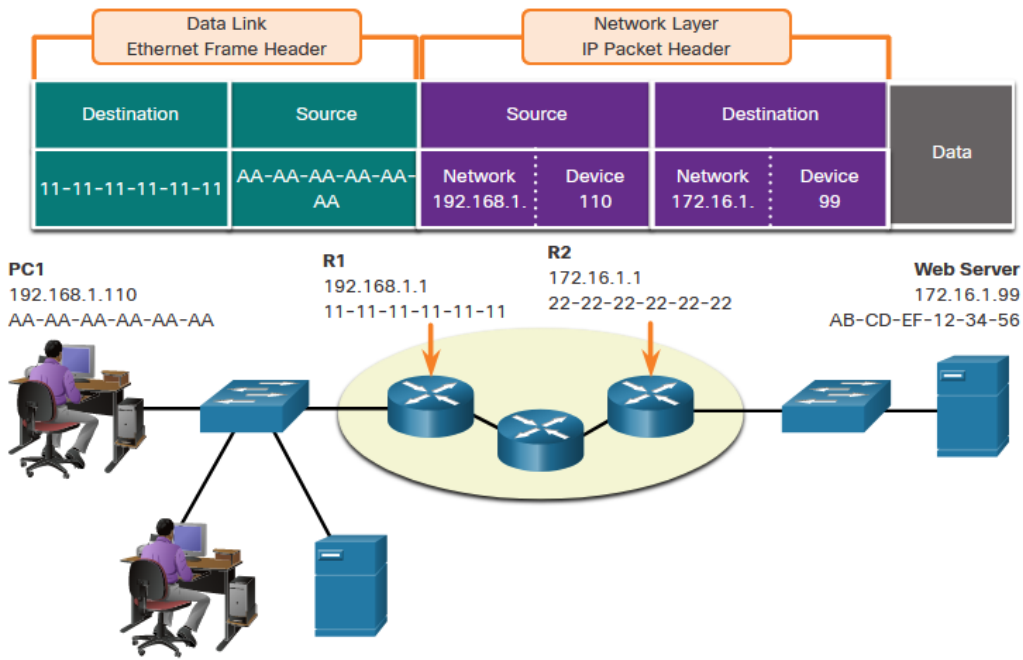 Data Link
Ethernet Frame Header
Network Layer
IP Packet Header
Destination
Source
Source
Destination
Data
11-11-11-11-11-11
AA-AA-AA-AA-AA-
AA
Network
192.168.1.
Device
110
Network
172.16.1.
Device
99
PC1
192.168.1.110
AA-AA-AA-AA-AA-AA
R1
192.168.1.1
11-11-11-11-11-11
R2
172.16.1.1
22-22-22-22-22-22
Web Server
172.16.1.99
AB-CD-EF-12-34-56